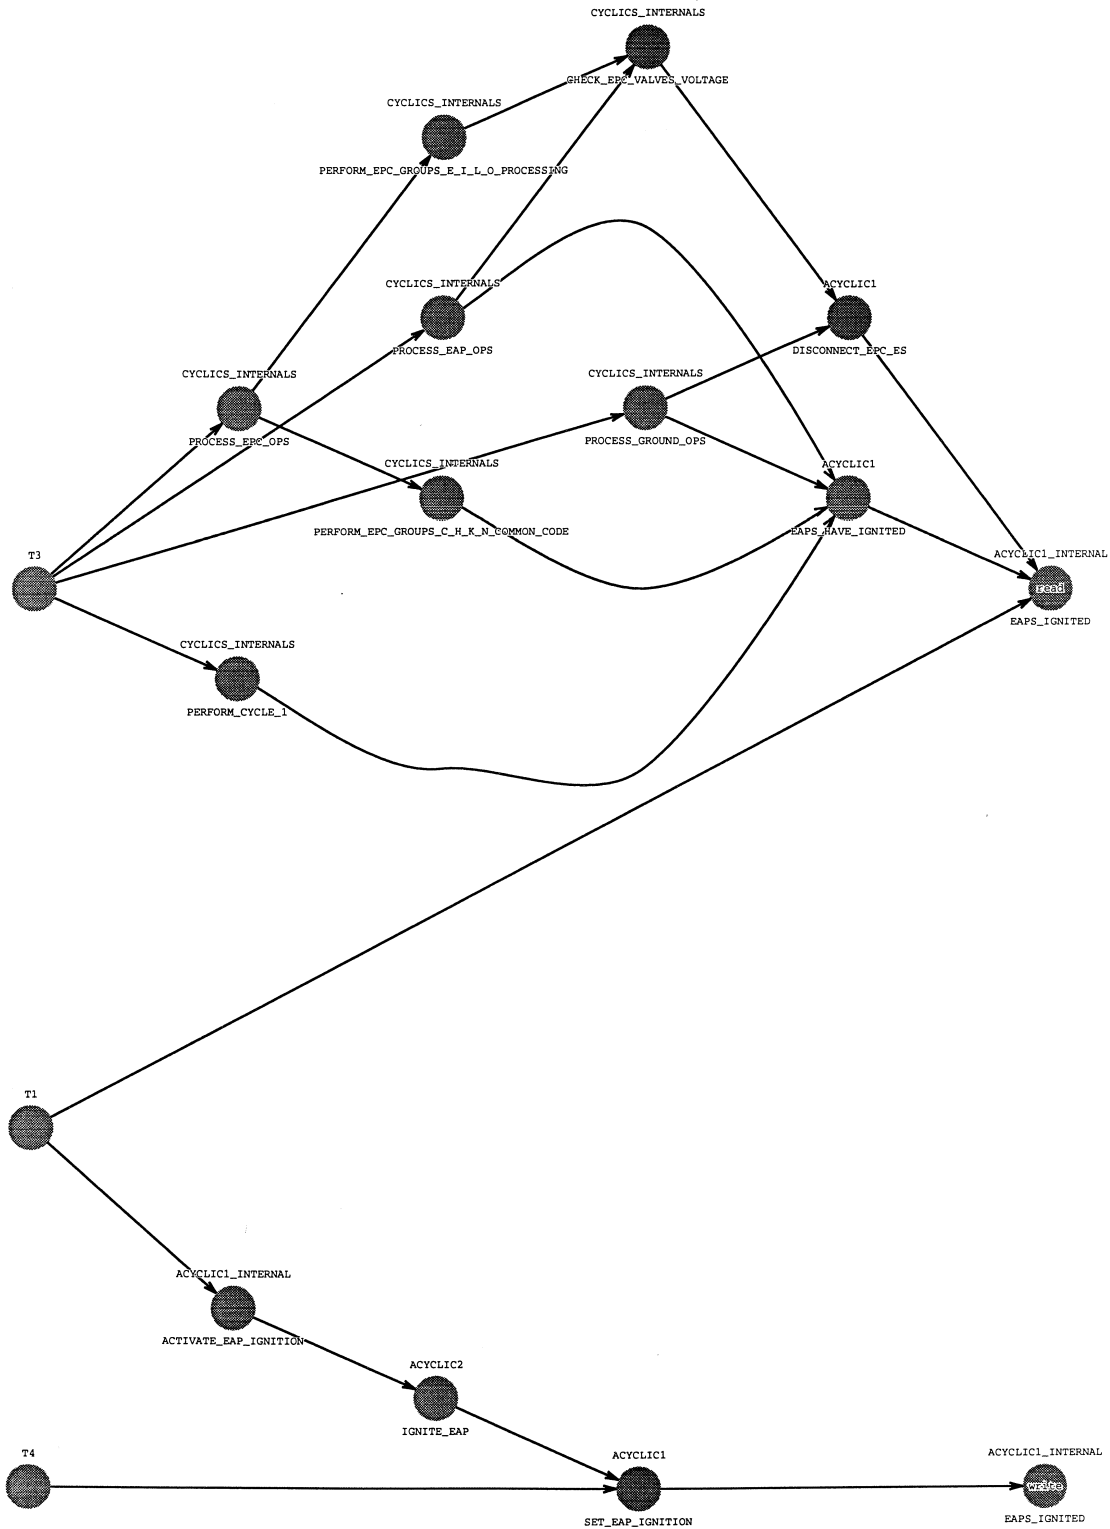 CYCLICS_INTERNALS
CHECK_EPC_VALVES_VOLTAGE
CYCLICS_INTERNALS
PERFORM_EPC_GROUPS_E_I_L_O_PROCESSING
CYCLICS_INTERNALS
PROCESS_EAP_OPS
ACYCLIC1
DISCONNECT_EPC_ES
CYCLICS_INTERNALS
PROCESS_EPC_OPS
CYCLICS_INTERNALS
PROCESS_GROUND_OPS
CYCLICS_INTERNALS
PERFORM_EPC_GROUPS_C_H_K_N_COMMON_CODE
ACYCLIC1
EAPS_HAVE_IGNITED
T3
ACYCLIC1_INTERNAL
read
EAPS_IGNITED
CYCLICS_INTERNALS
PERFORM_CYCLE_1
T1
ACYCLIC1_INTERNAL
ACTIVATE_EAP_IGNITION
ACYCLIC2
IGNITE_EAP
T4
ACYCLIC1
SET_EAP_IGNITION
ACYCLIC1_INTERNAL
write
EAPS_IGNITED